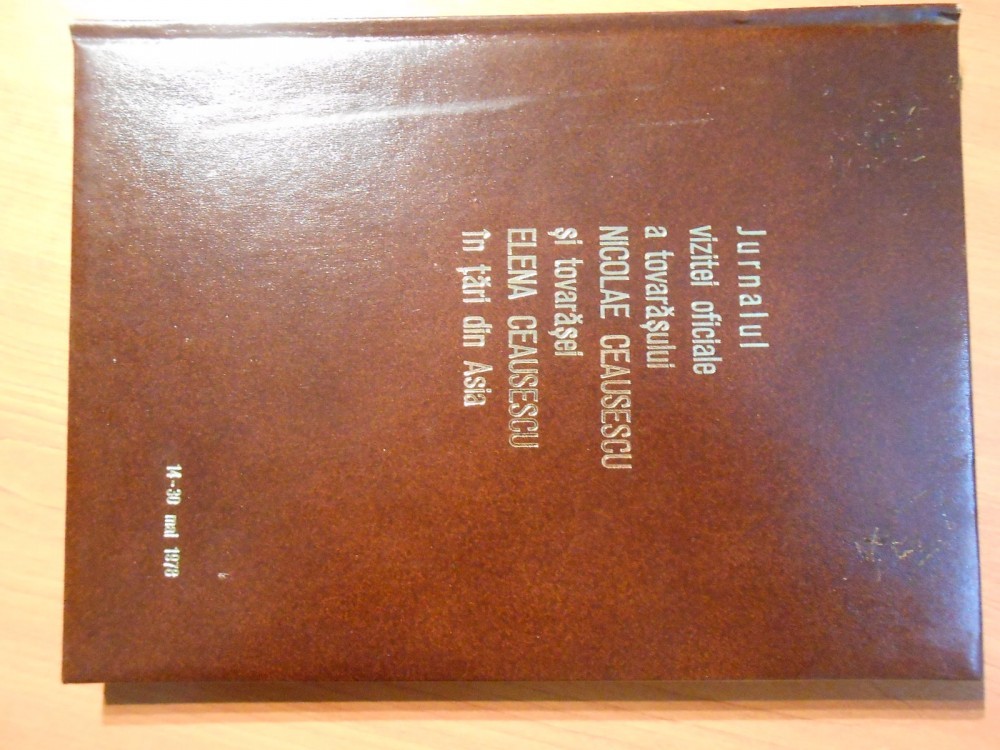 Jurnalul
vizitei oficiale
a tovarăşului
NICOLAE CEAUSESCU
şi tovarăşei
ELENA CEAUSESCU
în ţări din Asia
14-30 mai 1978